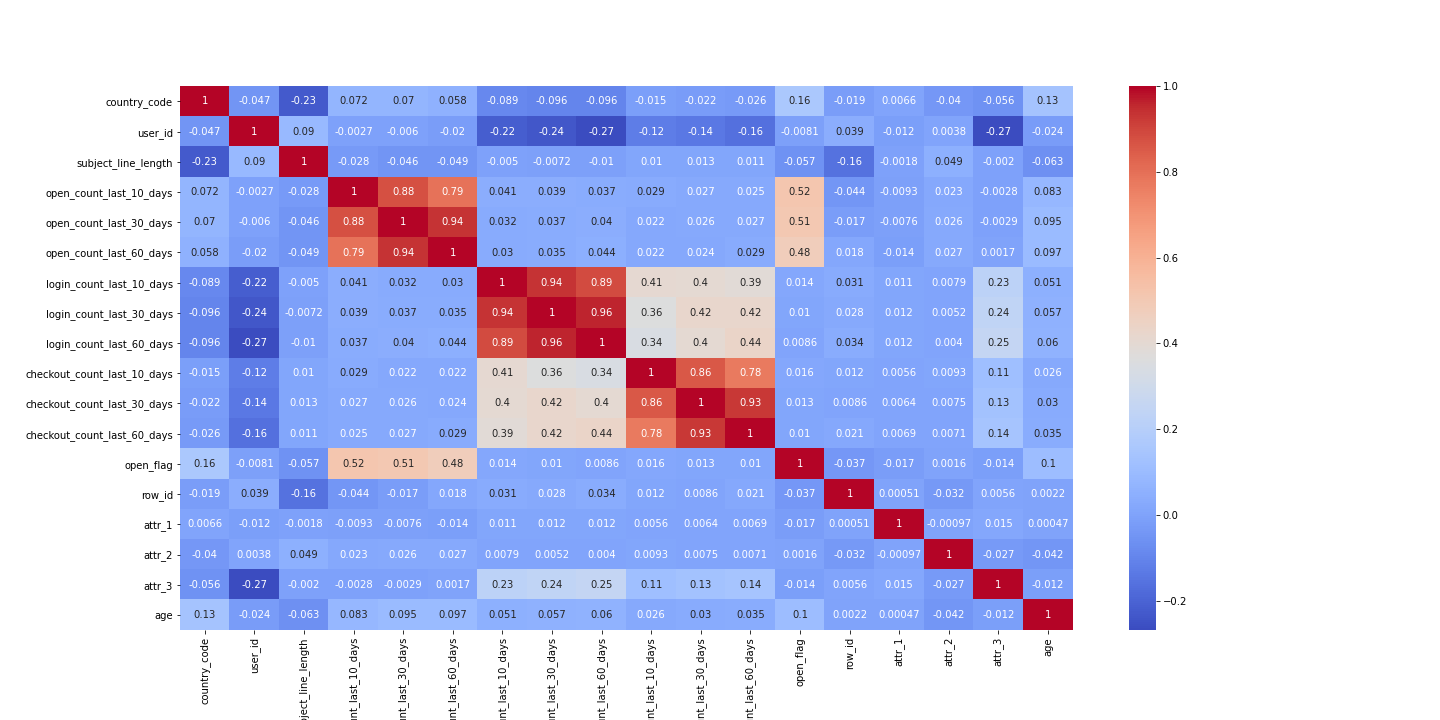 country_code 1 -0.047 -0.23 0.072 0.07 0.058 -0.089 -0.096 -0.096 -0.015 -0.022 -0.026 0.16 -0.019 0.0066 -0.04 -0.056 0.13
user_id -0.047 1 0.09 -0.0027 -0.006 -0.02 -0.22 -0.24 -0.27 -0.12 -0.14 -0.16 -0.0081 0.039 -0.012 0.0038 -0.27 -0.024
subject_line_length -0.23 0.09 1 -0.028 -0.046 -0.049 -0.005 -0.0072 -0.01 0.01 0.013 0.011 -0.057 -0.16 -0.0018 0.049 -0.002 -0.063
open_count_last_10_days 0.072 -0.0027 -0.028 1 0.88 0.79 0.041 0.039 0.037 0.029 0.027 0.025 0.52 -0.044 -0.0093 0.023 -0.0028 0.083
open_count_last_30_days 0.07 -0.006 -0.046 0.88 1 0.94 0.032 0.037 0.04 0.022 0.026 0.027 0.51 -0.017 -0.0076 0.026 -0.0029 0.095
open_count_last_60_days 0.058 -0.02 -0.049 0.79 0.94 1 0.03 0.035 0.044 0.022 0.024 0.029 0.48 0.018 -0.014 0.027 0.0017 0.097
login_count_last_10_days -0.089 -0.22 -0.005 0.041 0.032 0.03 1 0.94 0.89 0.41 0.4 0.39 0.014 0.031 0.011 0.0079 0.23 0.051
login_count_last_30_days -0.096 -0.24 -0.0072 0.039 0.037 0.035 0.94 1 0.96 0.36 0.42 0.42 0.01 0.028 0.012 0.0052 0.24 0.057
login_count_last_60_days -0.096 -0.27 -0.01 0.037 0.04 0.044 0.89 0.96 1 0.34 0.4 0.44 0.0086 0.034 0.012 0.004 0.25 0.06
checkout_count_last_10_days -0.015 -0.12 0.01 0.029 0.022 0.022 0.41 0.36 0.34 1 0.86 0.78 0.016 0.012 0.0056 0.0093 0.11 0.026
checkout_count_last_30_days -0.022 -0.14 0.013 0.027 0.026 0.024 0.4 0.42 0.4 0.86 1 0.93 0.013 0.0086 0.0064 0.0075 0.13 0.03
checkout_count_last_60_days -0.026 -0.16 0.011 0.025 0.027 0.029 0.39 0.42 0.44 0.78 0.93 1 0.01 0.021 0.0069 0.0071 0.14 0.035
open_flag 0.16 -0.0081 -0.057 0.52 0.51 0.48 0.014 0.01 0.0086 0.016 0.013 0.01 1 -0.037 -0.017 0.0016 -0.014 0.1
row_id -0.019 0.039 -0.16 -0.044 -0.017 0.018 0.031 0.028 0.034 0.012 0.0086 0.021 -0.037 1 0.00051 -0.032 0.0056 0.0022
attr_1 0.0066 -0.012 -0.0018 -0.0093 -0.0076 -0.014 0.011 0.012 0.012 0.0056 0.0064 0.0069 -0.017 0.00051 1 -0.00097 0.015 0.00047
attr_2 -0.04 0.0038 0.049 0.023 0.026 0.027 0.0079 0.0052 0.004 0.0093 0.0075 0.0071 0.0016 -0.032 -0.00097 1 -0.027 -0.042
attr_3 -0.056 -0.27 -0.002 -0.0028 -0.0029 0.0017 0.23 0.24 0.25 0.11 0.13 0.14 -0.014 0.0056 0.015 -0.027 1 -0.012
age 0.13 -0.024 -0.063 0.083 0.095 0.097 0.051 0.057 0.06 0.026 0.03 0.035 0.1 0.0022 0.00047 -0.042 -0.012 1
country_code
user_id
bject_line_length
unt_last_10_days
unt_last_30_days
unt_last_60_days
unt_last_10_days
unt_last_30_days
unt_last_60_days
unt_last_10_days
unt_last_30_days
unt_last_60_days
open_flag
row_id
attr_1
attr_2
attr_3
age
1.0
0.8
0.6
0.4
0.2
0.0
−0.2